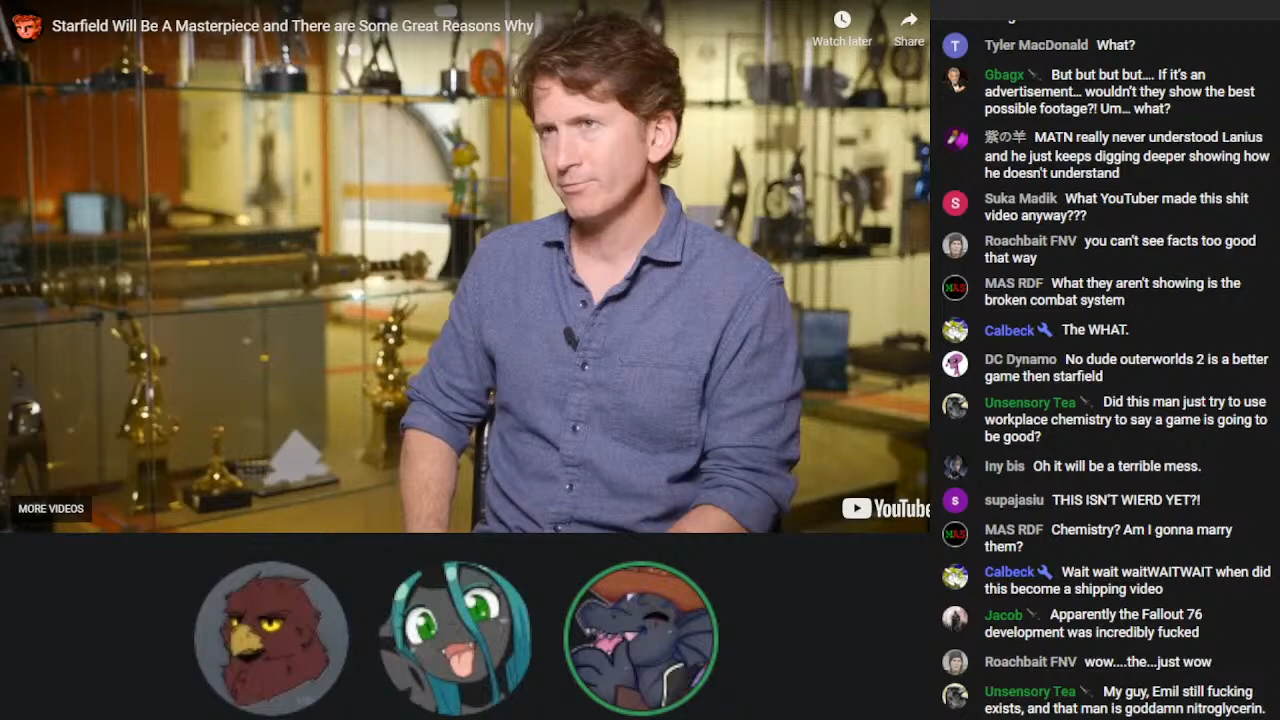 Starfield Will Be A Masterpiece and There are Some Great Reasons Why
Watch later
Share
MORE VIDEOS
YouTube
T
Tyler MacDonald What?
Gbagx But but but but.... If it's an
advertisement... wouldn't they show the best
possible footage?! Um... what?
紫の羊 MATN really never understood Lanius
and he just keeps digging deeper showing how
he doesn't understand
S
Suka Madik What YouTuber made this shit
video anyway???
Roachbait FNV you can't see facts too good
that way
MAS
MAS RDF What they aren't showing is the
broken combat system
Calbeck The WHAT.
DC Dynamo No dude outerworlds 2 is a better
game then starfield
Unsensory Tea Did this man just try to use
workplace chemistry to say a game is going to
be good?
Iny bis Oh it will be a terrible mess.
s
supajasiu THIS ISN'T WIERD YET?!
MAS
MAS RDF Chemistry? Am I gonna marry
them?
Calbeck Wait wait waitWAITWAIT when did
this become a shipping video
Jacob Apparently the Fallout 76
development was incredibly fucked
Roachbait FNV wow....the...just wow
Unsensory Tea My guy, Emil still fucking
exists, and that man is goddamn nitroglycerin.